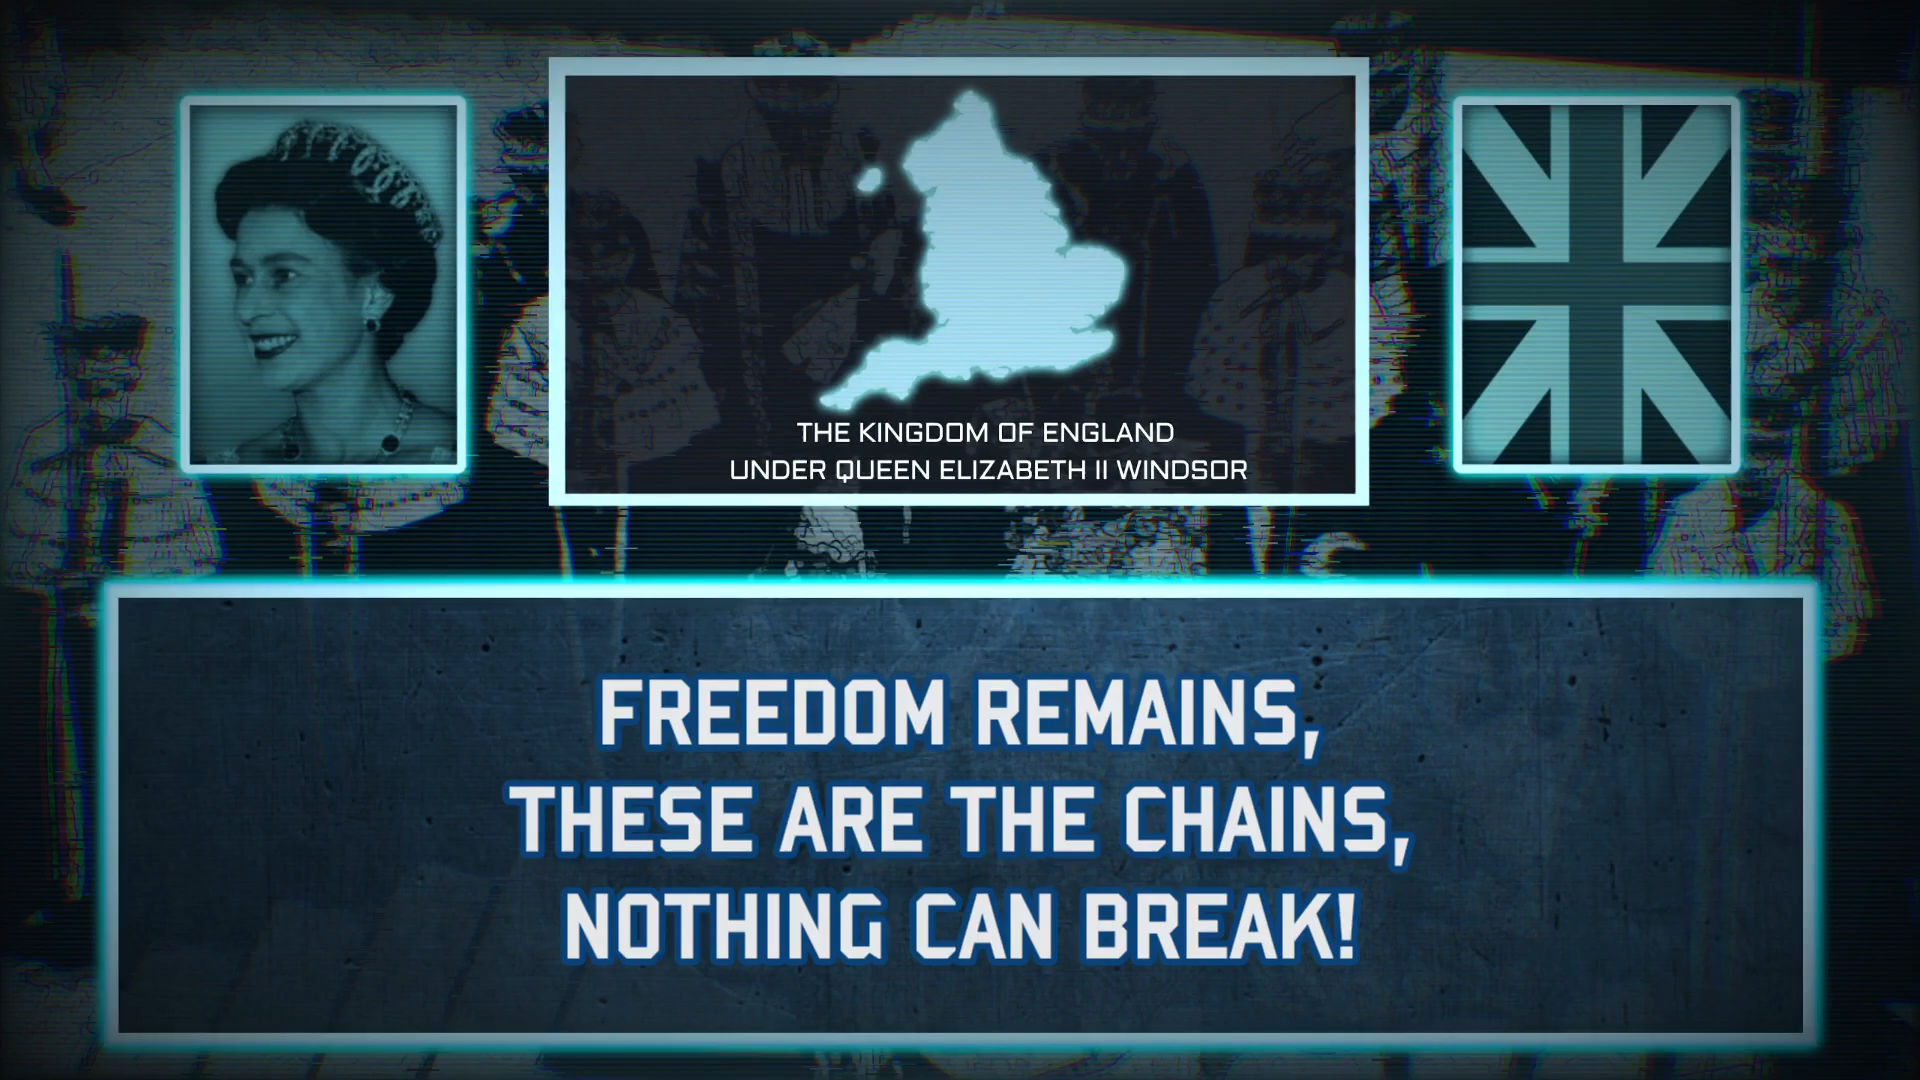 THE KINGDOM OF ENGLAND
UNDER QUEEN ELIZABETH II WINDSOR
FREEDOM REMAINS,
THESE ARE THE CHAINS,
NOTHING CAN BREAK!